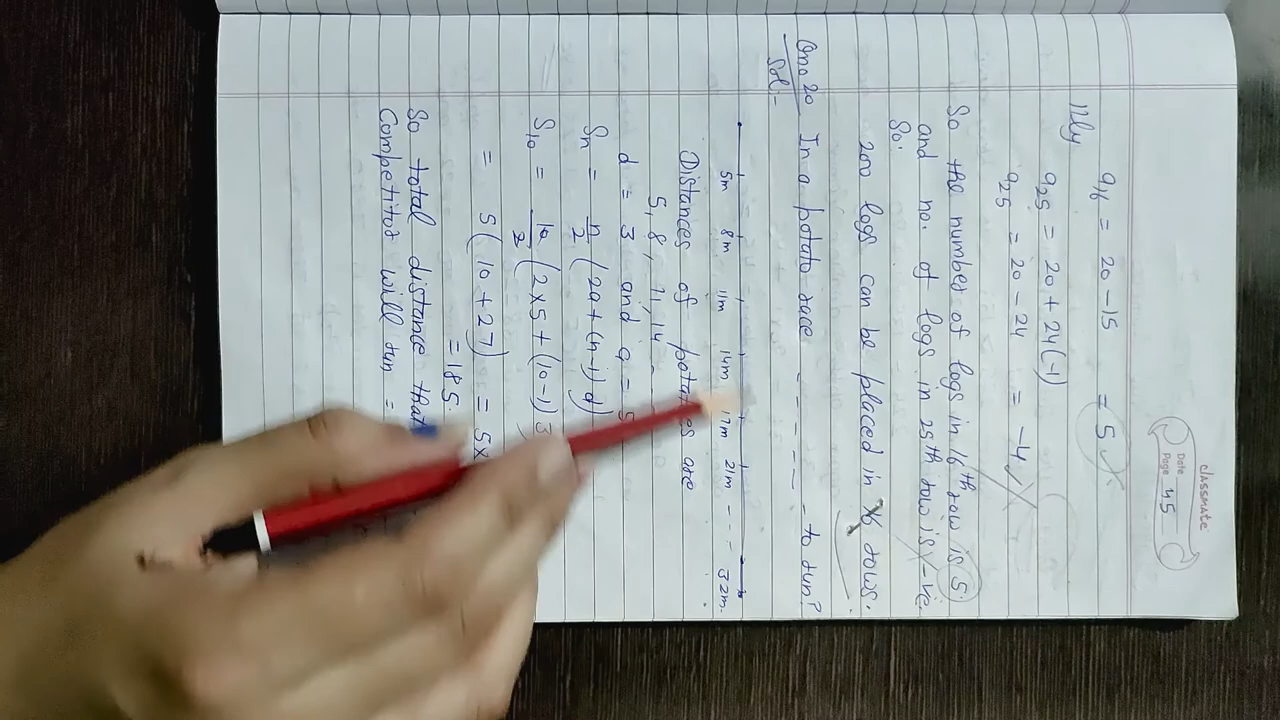 classmate
Date
Page 45
a16 = 20 - 15 = 5
IIIly
a25 = 20 + 24(-1)
a25 = 20 - 24 = -4
So the number of logs in 16th row is 5.
and no. of logs in 25th row is -ve
So.
200 logs can be placed in 16 rows.
Qno 20 In a potato race - - - - - - - to run?
Sol:-
5m 8m 11m 14m 17m 21m - - - 32m.
Distances of potatoes are
5, 8, 11, 14 - -
d = 3 and a = 5
Sn = n/2 (2a + (n-1)d)
S10 = 10/2 (2×5 + (10-1)3
= 5(10+27) = 5×
= 185.
So total distance that
Competitor will run =